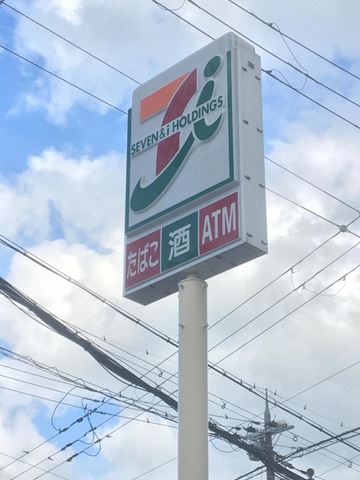 SEVEN&i HOLDINGS
たばこ 酒 ATM